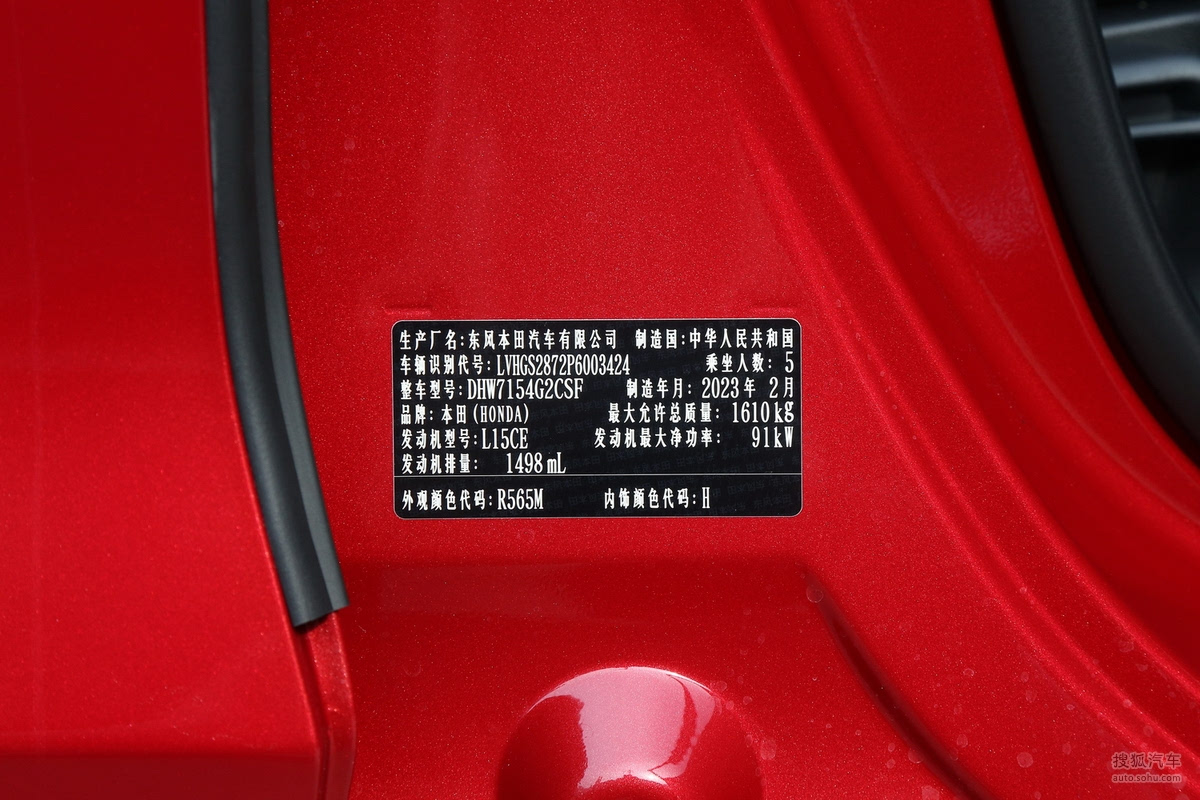 生产厂名:东风本田汽车有限公司 制造国:中华人民共和国
车辆识别代号:LVHGS2872P6003424 乘坐人数:5
整车型号:DHW7154G2CSF 制造年月:2023年2月
品牌:本田(HONDA) 最大允许总质量:1610kg
发动机型号:L15CE 发动机最大净功率:91kW
发动机排量:1498mL
外观颜色代码:R565M 内饰颜色代码:H
搜狐汽车
auto.sohu.com